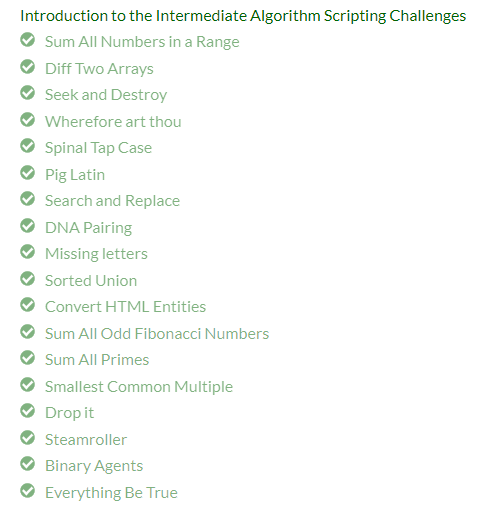 Introduction to the Intermediate Algorithm Scripting Challenges
Sum All Numbers in a Range
Diff Two Arrays
Seek and Destroy
Wherefore art thou
Spinal Tap Case
Pig Latin
Search and Replace
DNA Pairing
Missing letters
Sorted Union
Convert HTML Entities
Sum All Odd Fibonacci Numbers
Sum All Primes
Smallest Common Multiple
Drop it
Steamroller
Binary Agents
Everything Be True